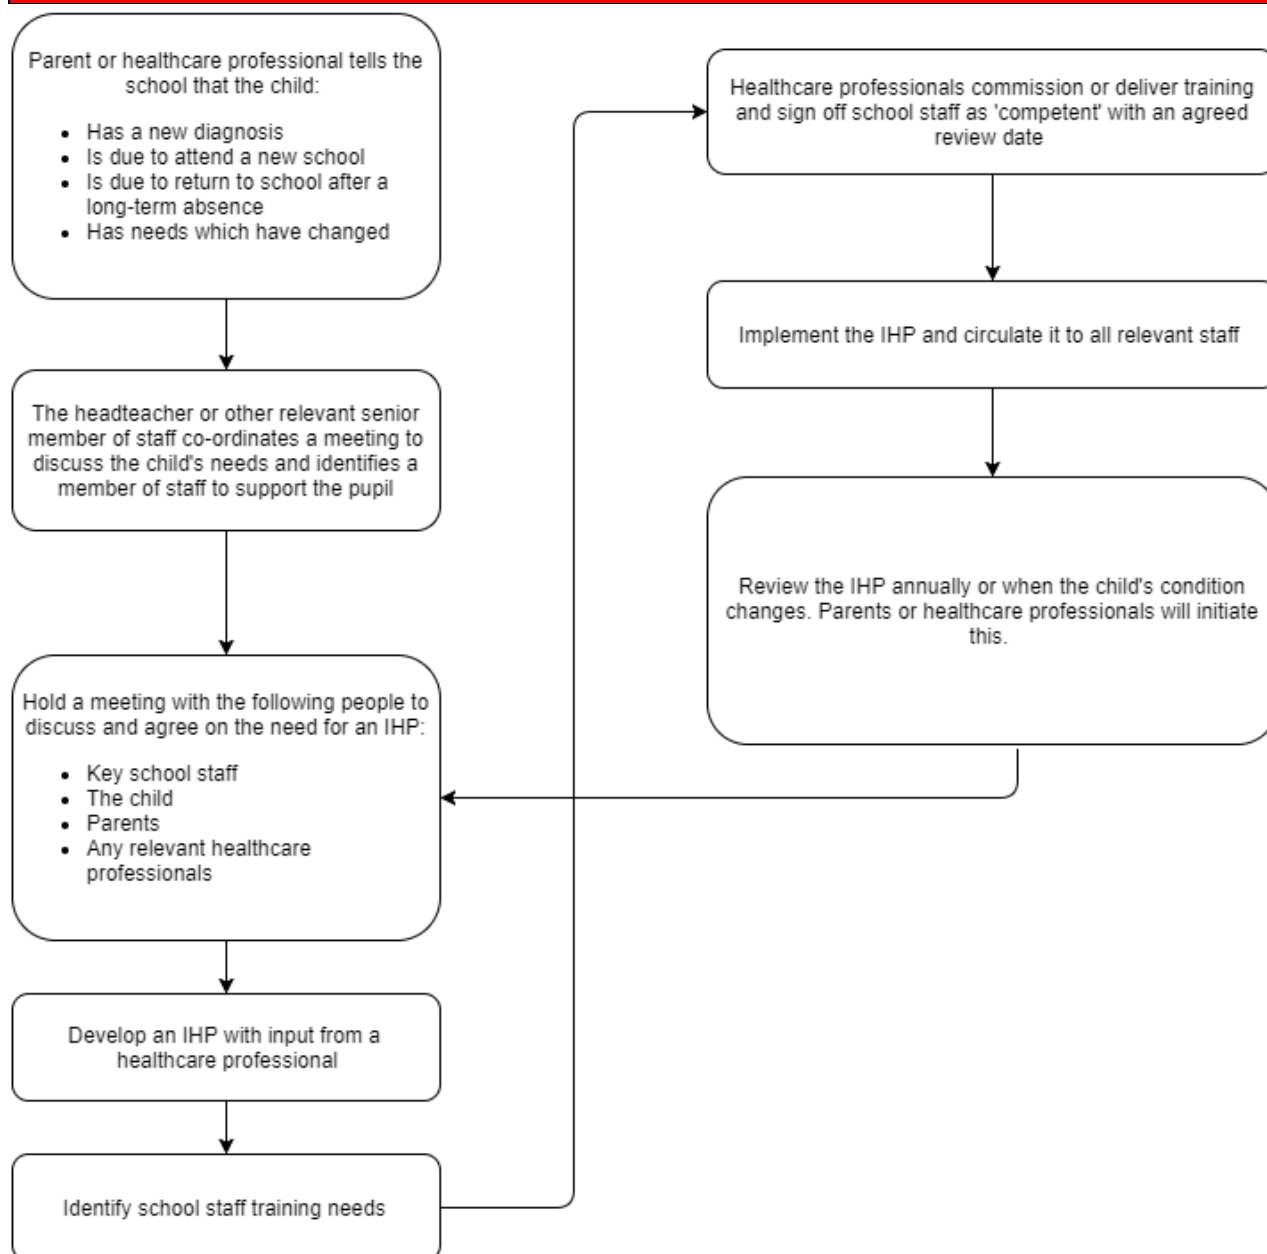 Parent or healthcare professional tells the
school that the child:
• Has a new diagnosis
• Is due to attend a new school
• Is due to return to school after a
long-term absence
• Has needs which have changed
The headteacher or other relevant senior
member of staff co-ordinates a meeting to
discuss the child's needs and identifies a
member of staff to support the pupil
Hold a meeting with the following people to
discuss and agree on the need for an IHP:
• Key school staff
• The child
• Parents
• Any relevant healthcare
professionals
Develop an IHP with input from a
healthcare professional
Identify school staff training needs
Healthcare professionals commission or deliver training
and sign off school staff as 'competent' with an agreed
review date
Implement the IHP and circulate it to all relevant staff
Review the IHP annually or when the child's condition
changes. Parents or healthcare professionals will initiate
this.